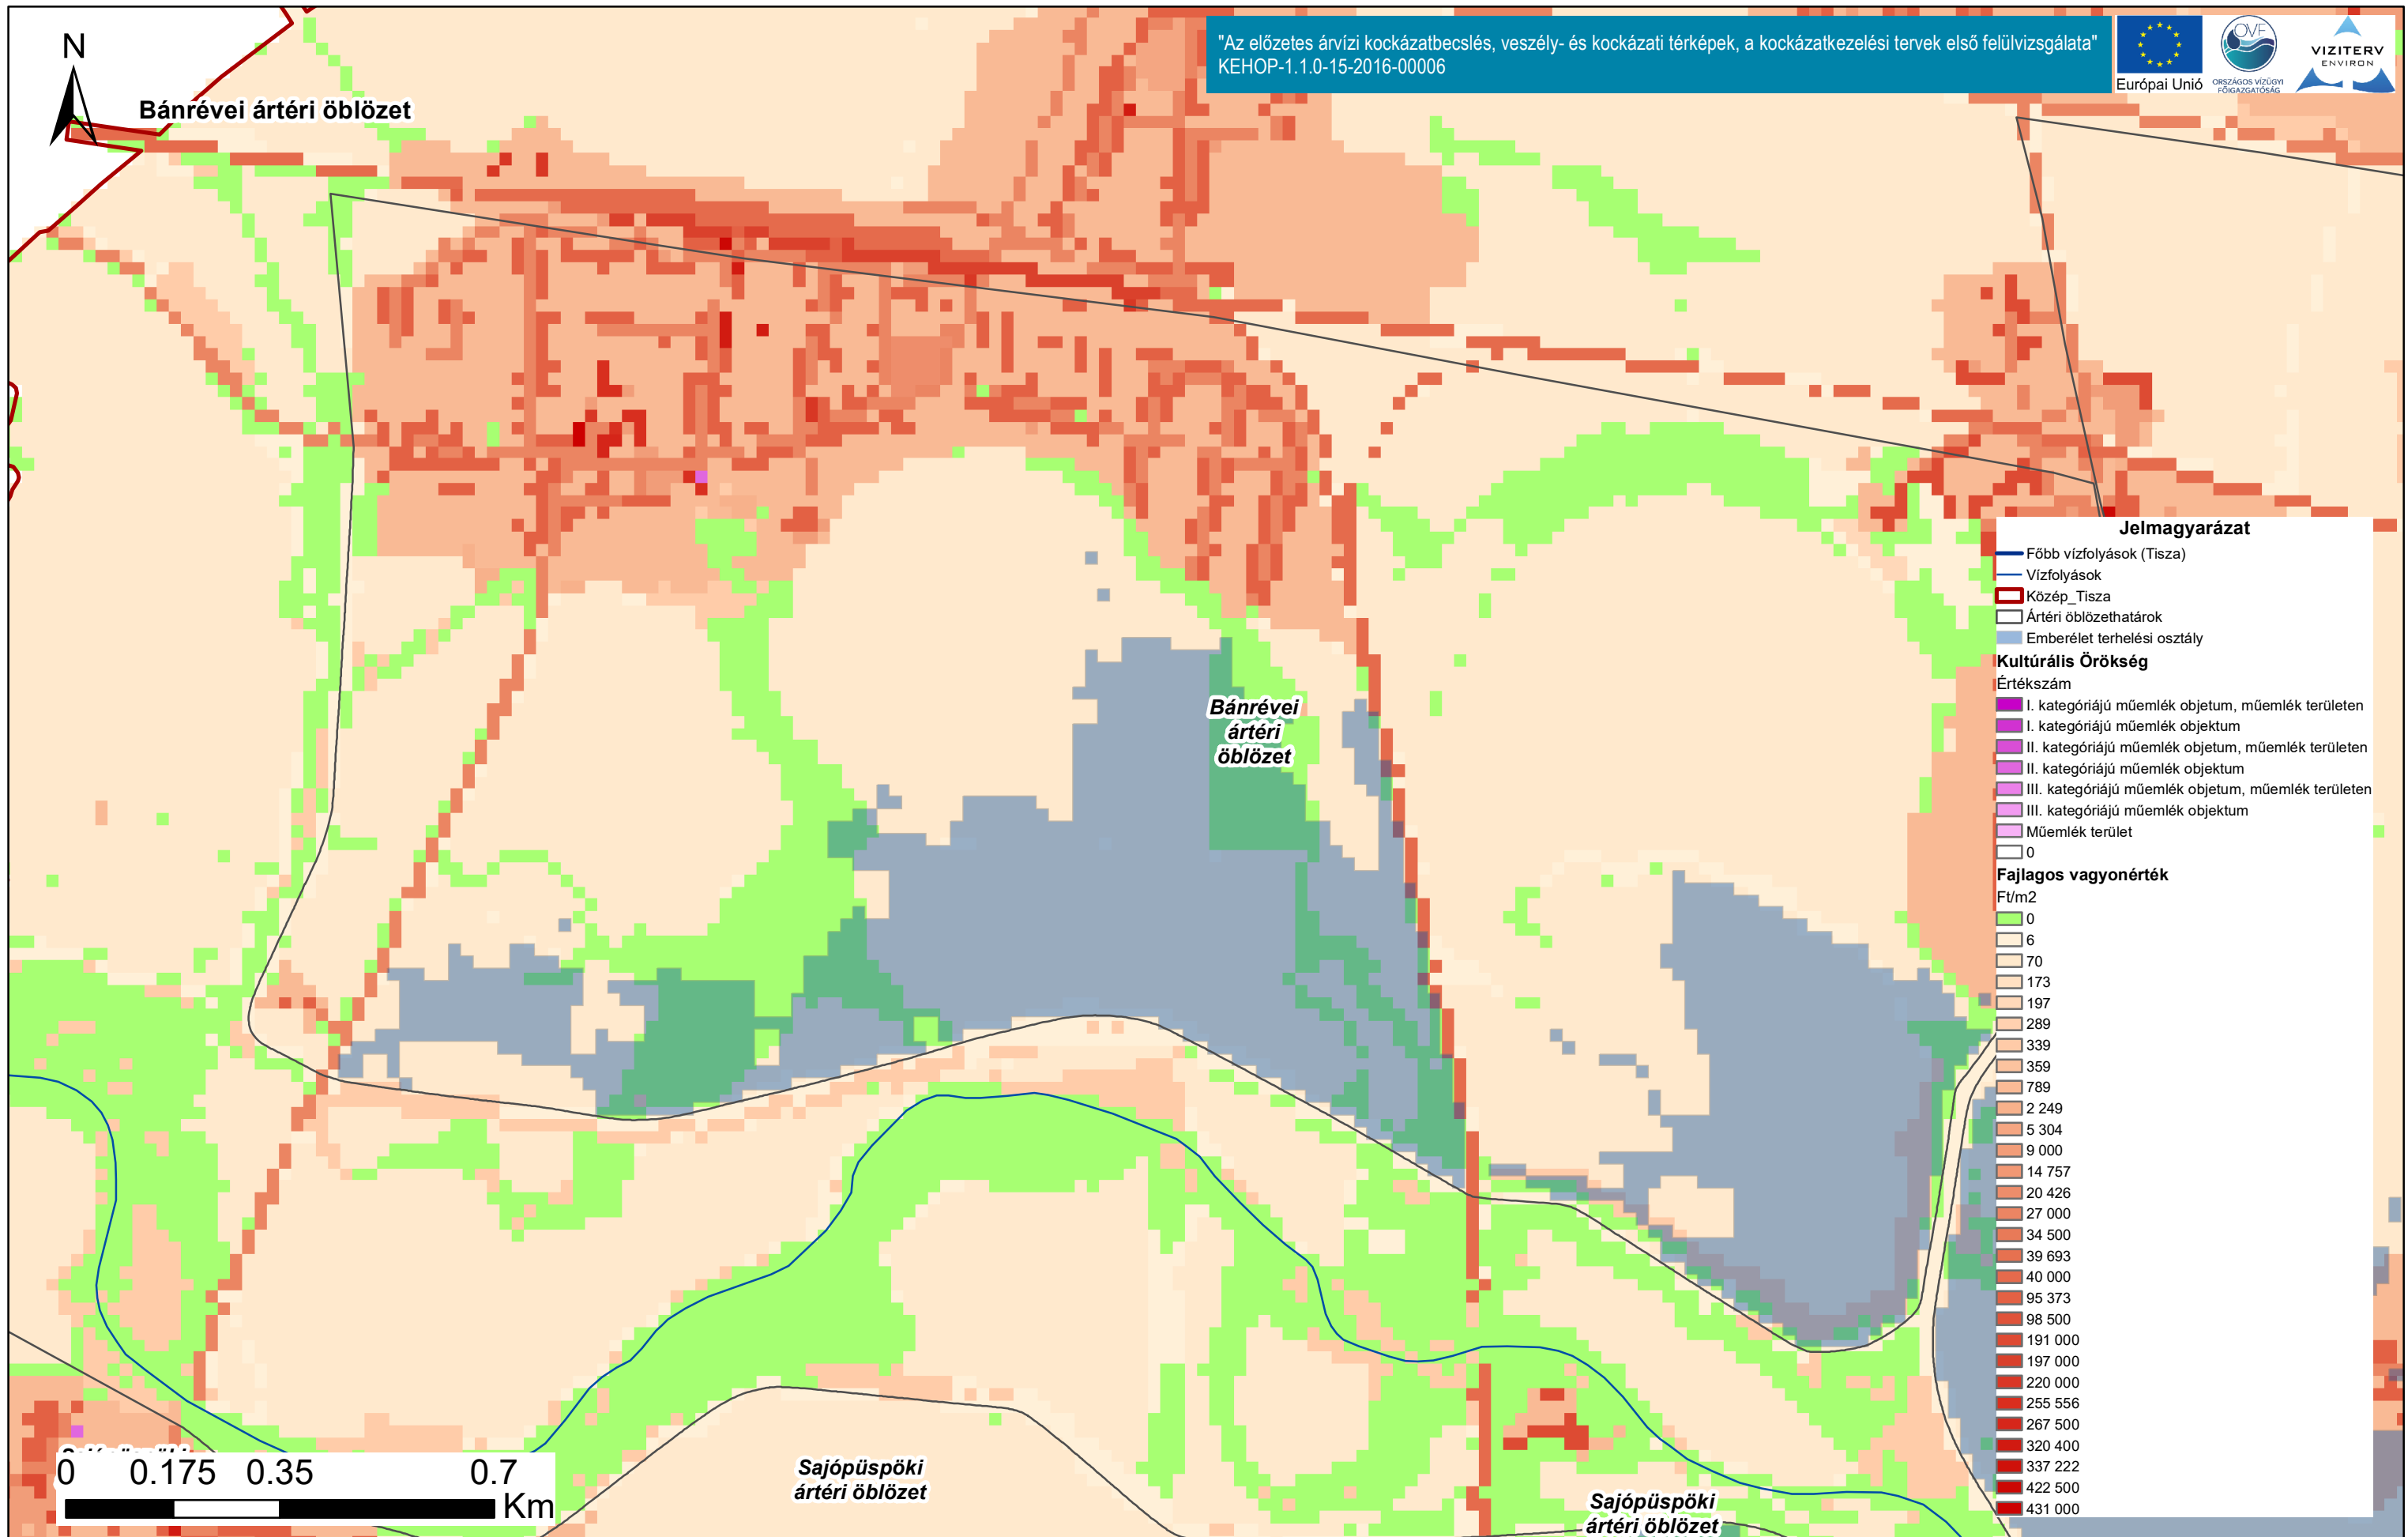 "Az előzetes árvízi kockázatbecslés, veszély- és kockázati térképek, a kockázatkezelési tervek első felülvizsgálata"
KEHOP-1.1.0-15-2016-00006
Európai Unió
OVF
ORSZÁGOS VÍZÜGYI
FŐIGAZGATÓSÁG
VIZITERV
ENVIRON
N
Bánrévei ártéri öblözet
Bánrévei
ártéri
öblözet
Jelmagyarázat
Főbb vízfolyások (Tisza)
Vízfolyások
Közép_Tisza
Ártéri öblözethatárok
Emberélet terhelési osztály
Kultúrális Örökség
Értékszám
I. kategóriájú műemlék objetum, műemlék területen
I. kategóriájú műemlék objektum
II. kategóriájú műemlék objetum, műemlék területen
II. kategóriájú műemlék objektum
III. kategóriájú műemlék objetum, műemlék területen
III. kategóriájú műemlék objektum
Műemlék terület
0
Fajlagos vagyonérték
Ft/m2
0
6
70
173
197
289
339
359
789
2 249
5 304
9 000
14 757
20 426
27 000
34 500
39 693
40 000
95 373
98 500
191 000
197 000
220 000
255 556
267 500
320 400
337 222
422 500
431 000
0 0.175 0.35 0.7
Km
Sajópüspöki
ártéri öblözet
Sajópüspöki
ártéri öblözet